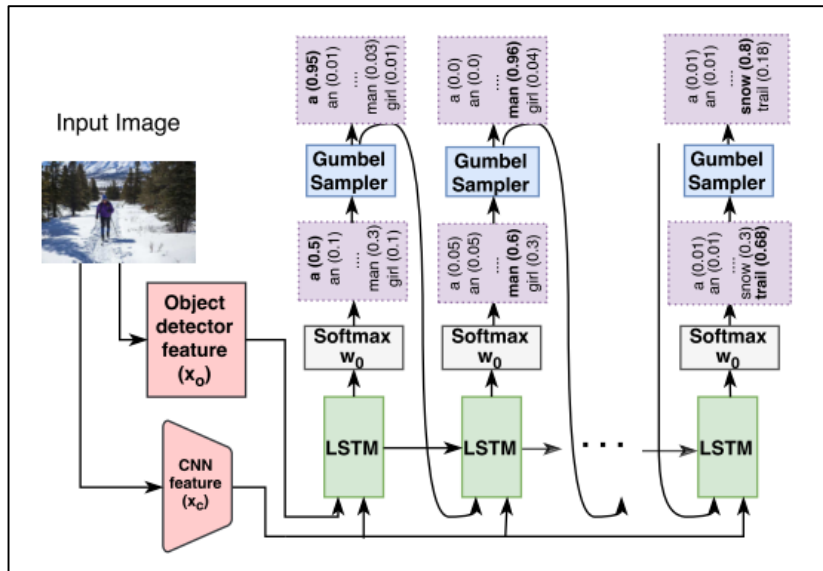 Input Image
Object
detector
feature
(x₀)
CNN
feature
(x_c)
a (0.95)
an (0.01)
....
man (0.03)
girl (0.01)
Gumbel
Sampler
a (0.5)
an (0.1)
....
man (0.3)
girl (0.1)
Softmax
w₀
LSTM
a (0.0)
an (0.0)
....
man (0.96)
girl (0.04)
Gumbel
Sampler
a (0.05)
an (0.05)
....
man (0.6)
girl (0.3)
Softmax
w₀
LSTM
. . .
a (0.01)
an (0.01)
....
snow (0.8)
trail (0.18)
Gumbel
Sampler
a (0.01)
an (0.01)
....
snow (0.3)
trail (0.68)
Softmax
w₀
LSTM